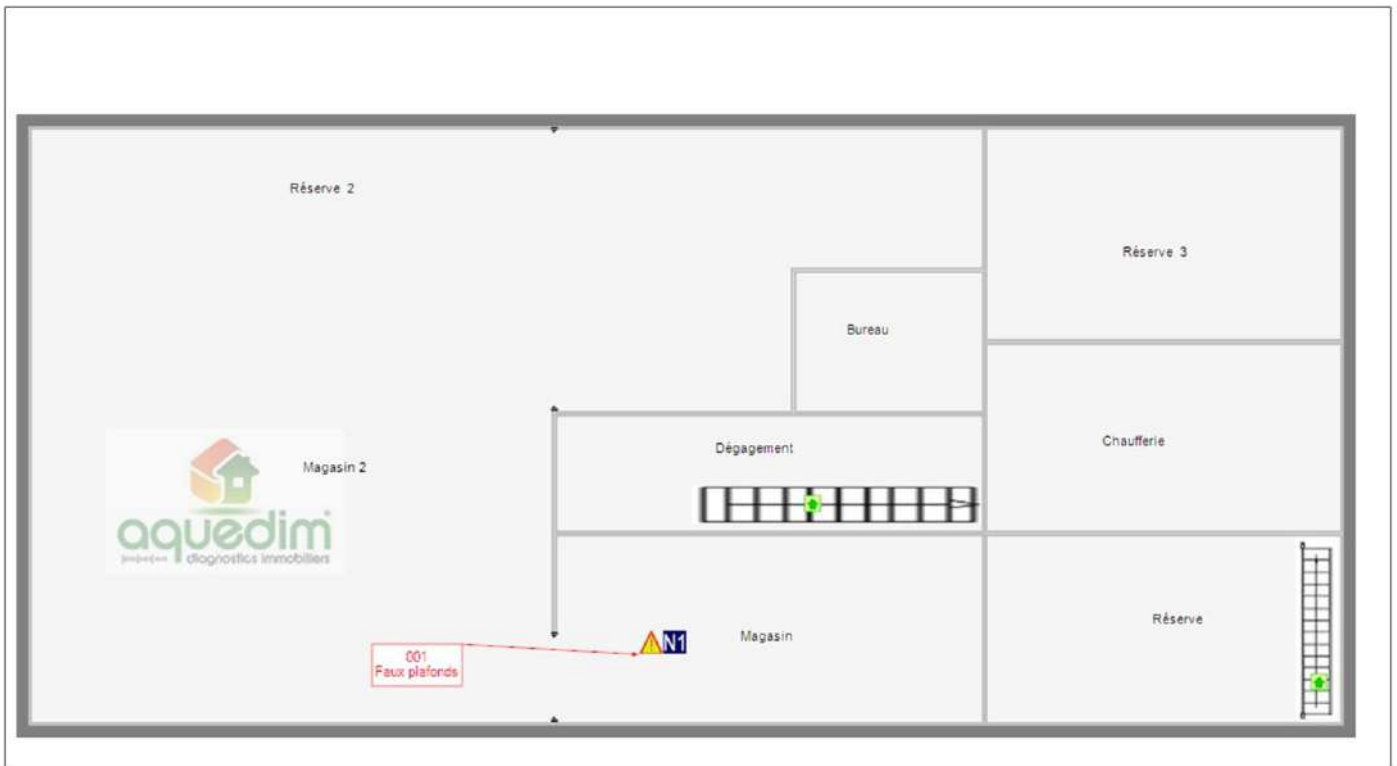 Réserve 2
Réserve 3
Bureau
Dégagement
Chaufferie
Magasin 2
aquedim
diagnostics immobiliers
Réserve
Magasin
N1
001
Faux plafonds